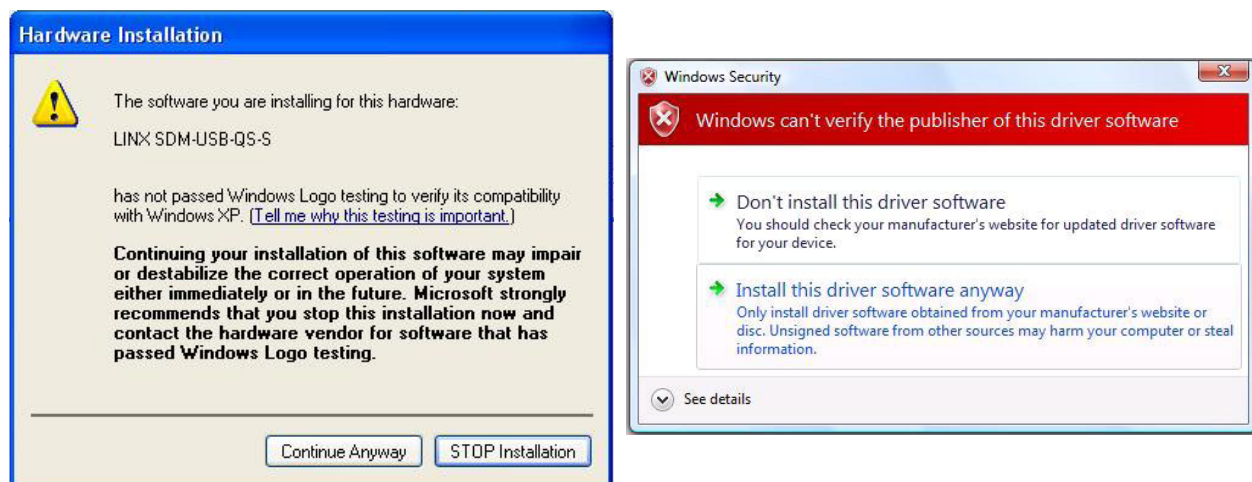 Hardware Installation
The software you are installing for this hardware:
LINX SDM-USB-QS-S
has not passed Windows Logo testing to verify its compatibility
with Windows XP. (Tell me why this testing is important.)
Continuing your installation of this software may impair
or destabilize the correct operation of your system
either immediately or in the future. Microsoft strongly
recommends that you stop this installation now and
contact the hardware vendor for software that has
passed Windows Logo testing.
Continue Anyway
STOP Installation
Windows Security
Windows can't verify the publisher of this driver software
Don't install this driver software
You should check your manufacturer's website for updated driver software
for your device.
Install this driver software anyway
Only install driver software obtained from your manufacturer's website or
disc. Unsigned software from other sources may harm your computer or steal
information.
See details